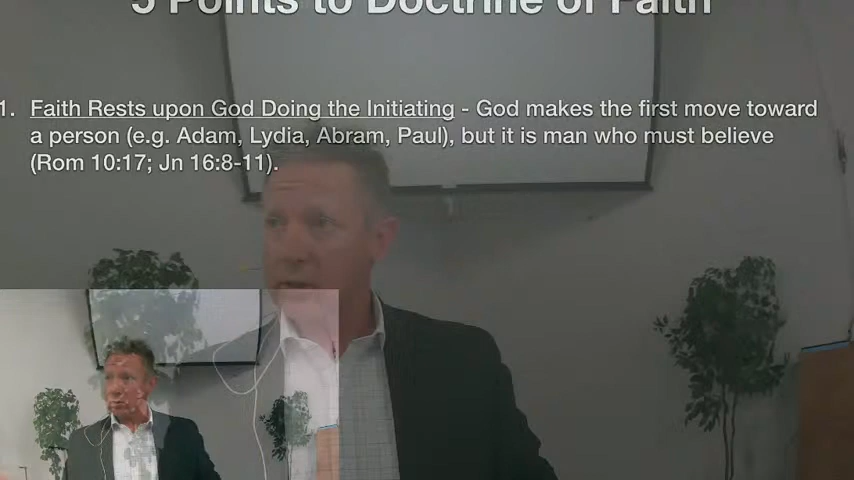 5 Points to Doctrine of Faith
1. Faith Rests upon God Doing the Initiating - God makes the first move toward
a person (e.g. Adam, Lydia, Abram, Paul), but it is man who must believe
(Rom 10:17; Jn 16:8-11).